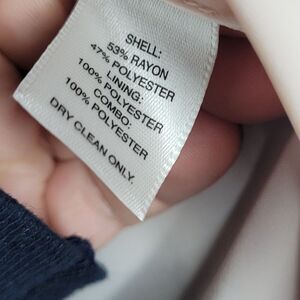 SHELL:
53% RAYON
47% POLYESTER
LINING:
100% POLYESTER
COMBO:
100% POLYESTER
DRY CLEAN ONLY.